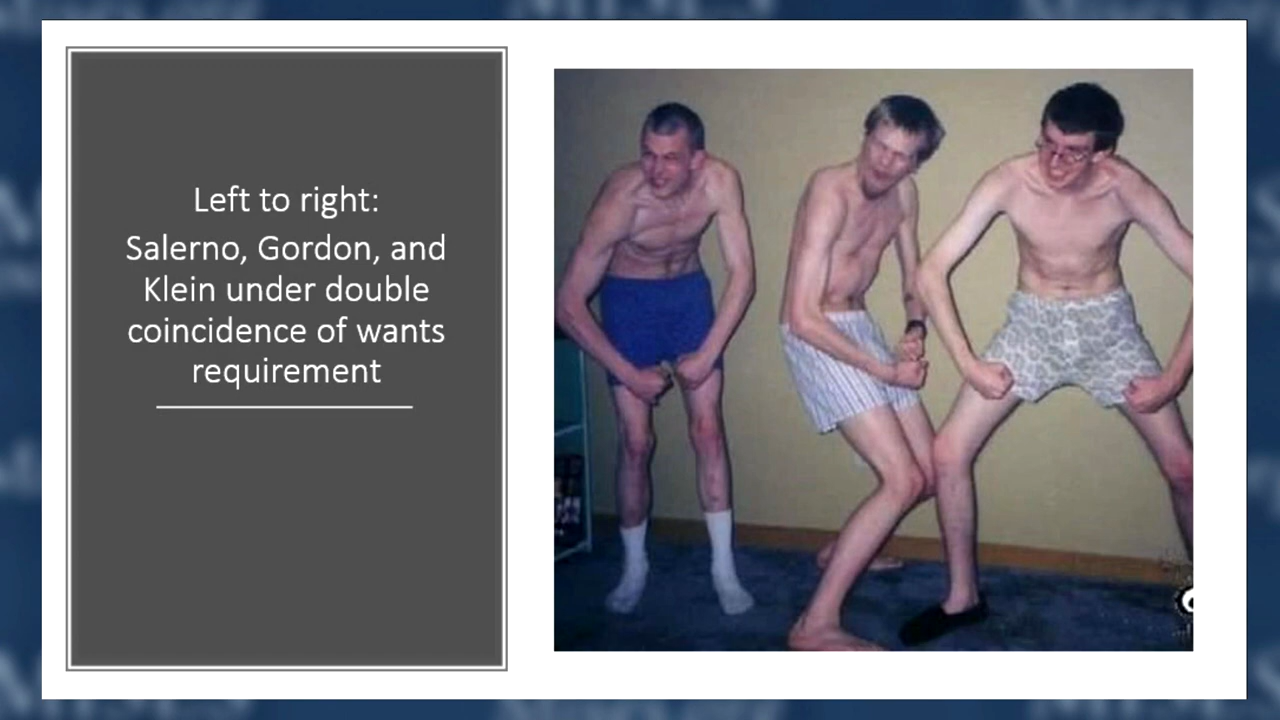 Left to right:
Salerno, Gordon, and
Klein under double
coincidence of wants
requirement